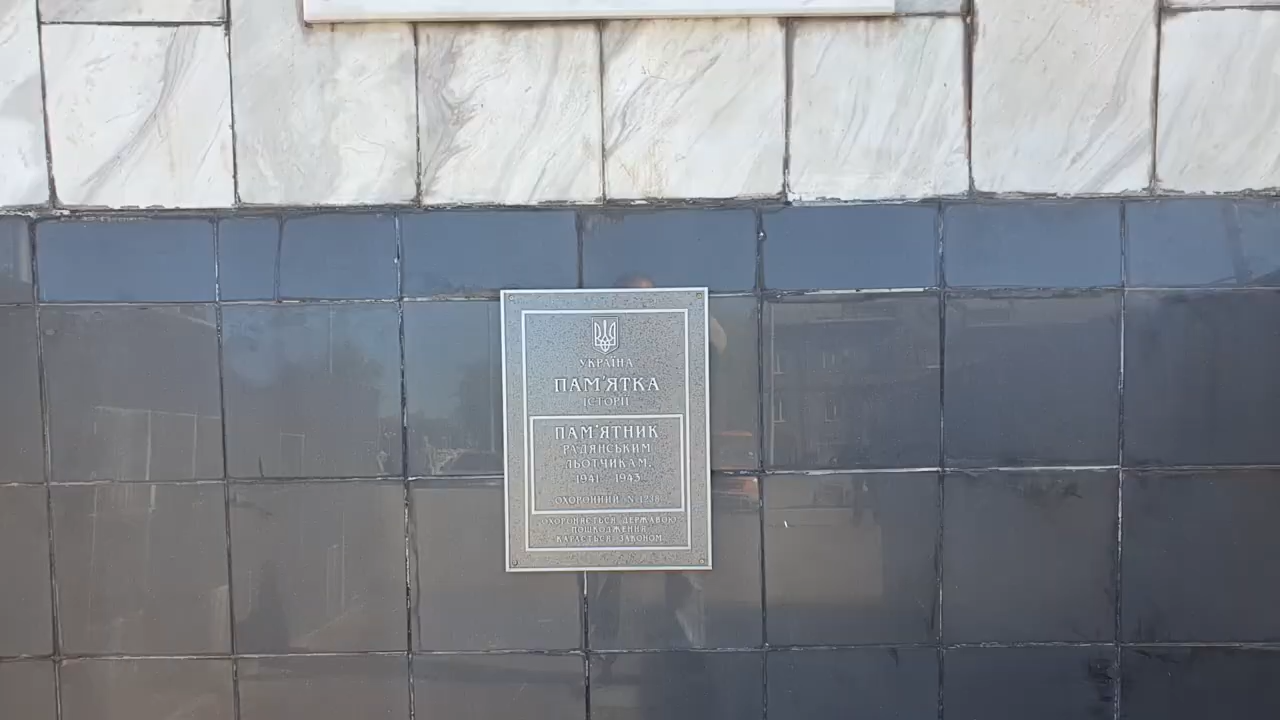 УКРАЇНА
ПАМ'ЯТКА
ІСТОРІЇ
ПАМ'ЯТНИК
РАДЯНСЬКИМ
ЛЬОТЧИКАМ.
1941 - 1943
ОХОРОННИЙ №
ОХОРОНЯЄТЬСЯ ДЕРЖАВОЮ
ПОШКОДЖЕННЯ
КАРАЄТЬСЯ ЗАКОНОМ